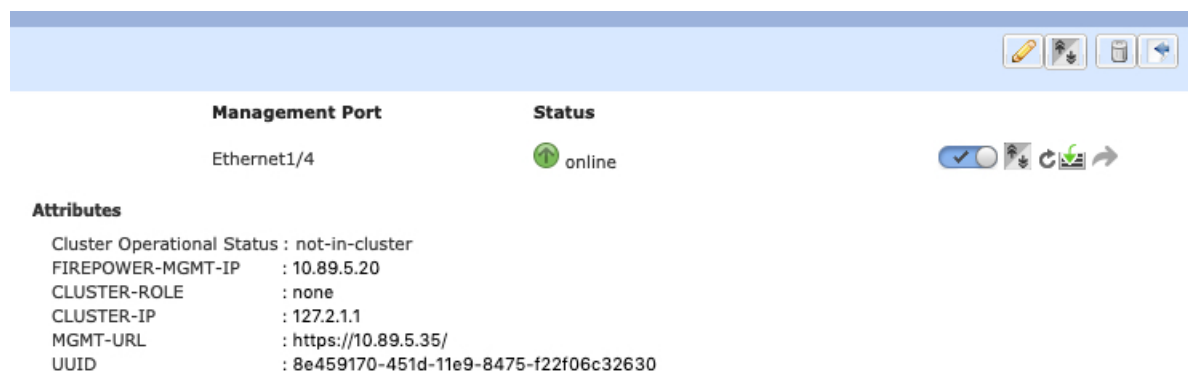 Management Port Status
Ethernet1/4 online
Attributes
Cluster Operational Status : not-in-cluster
FIREPOWER-MGMT-IP : 10.89.5.20
CLUSTER-ROLE : none
CLUSTER-IP : 127.2.1.1
MGMT-URL : https://10.89.5.35/
UUID : 8e459170-451d-11e9-8475-f22f06c32630